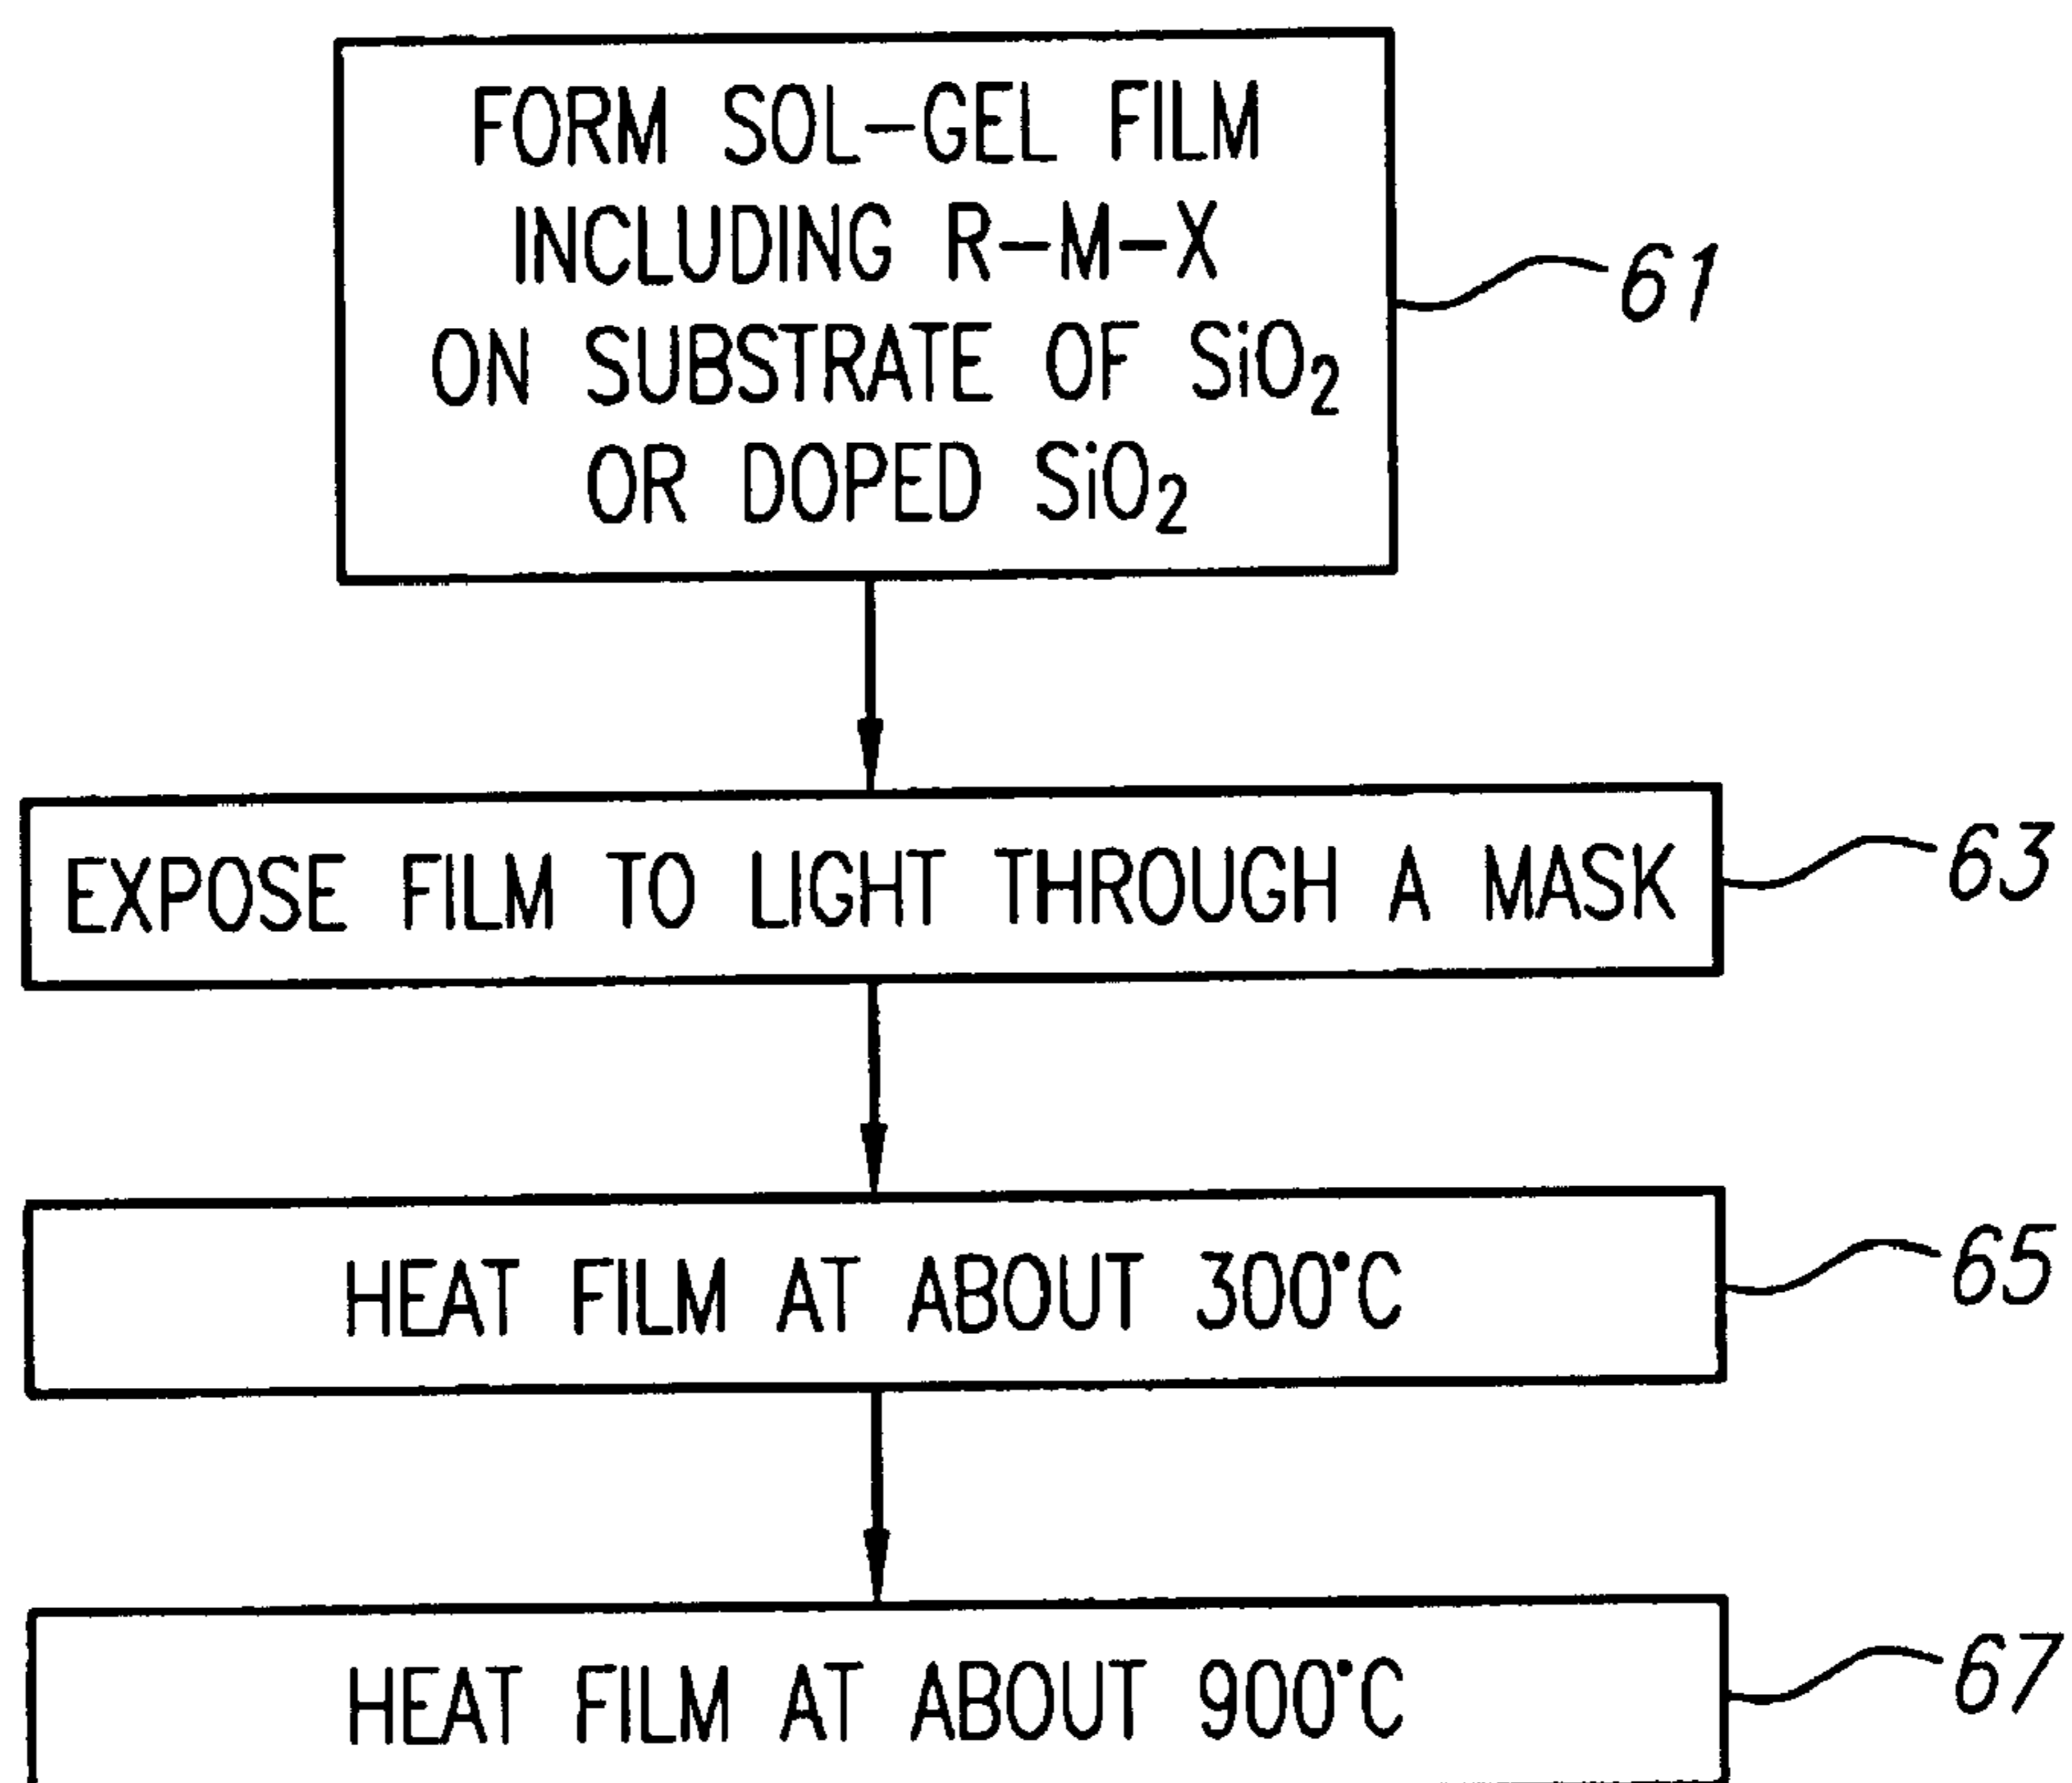 FORM SOL-GEL FILM
INCLUDING R-M-X
ON SUBSTRATE OF SiO₂
OR DOPED SiO₂
61
EXPOSE FILM TO LIGHT THROUGH A MASK
63
HEAT FILM AT ABOUT 300°C
65
HEAT FILM AT ABOUT 900°C
67